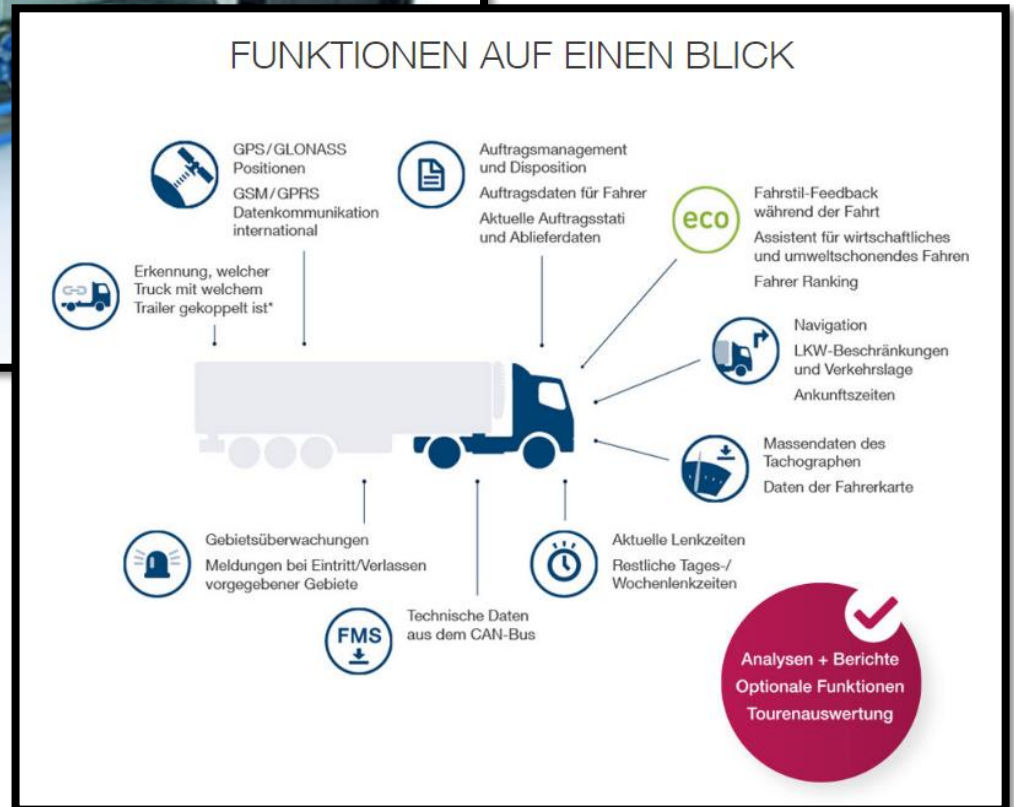 FUNKTIONEN AUF EINEN BLICK
GPS/GLONASS
Positionen
GSM/GPRS
Datenkommunikation
international
Auftragsmanagement
und Disposition
Auftragsdaten für Fahrer
Aktuelle Auftragsstati
und Ablieferdaten
eco
Fahrstil-Feedback
während der Fahrt
Assistent für wirtschaftliches
und umweltschonendes Fahren
Fahrer Ranking
Erkennung, welcher
Truck mit welchem
Trailer gekoppelt ist*
Navigation
LKW-Beschränkungen
und Verkehrslage
Ankunftszeiten
Massendaten des
Tachographen
Daten der Fahrerkarte
Gebietsüberwachungen
Meldungen bei Eintritt/Verlassen
vorgegebener Gebiete
Aktuelle Lenkzeiten
Restliche Tages-/
Wochenlenkzeiten
FMS
Technische Daten
aus dem CAN-Bus
Analysen + Berichte
Optionale Funktionen
Tourenauswertung